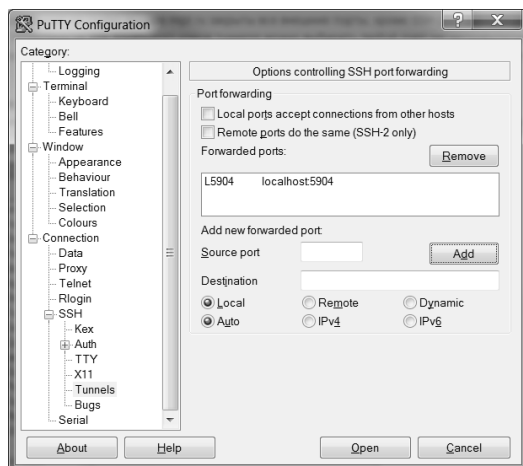 PuTTY Configuration
Category:
Logging
Terminal
Keyboard
Bell
Features
Window
Appearance
Behaviour
Translation
Selection
Colours
Connection
Data
Proxy
Telnet
Rlogin
SSH
Kex
Auth
TTY
X11
Tunnels
Bugs
Serial
Options controlling SSH port forwarding
Port forwarding
Local ports accept connections from other hosts
Remote ports do the same (SSH-2 only)
Forwarded ports:
Remove
L5904 localhost:5904
Add new forwarded port:
Source port
Add
Destination
Local Remote Dynamic
Auto IPv4 IPv6
About Help Open Cancel